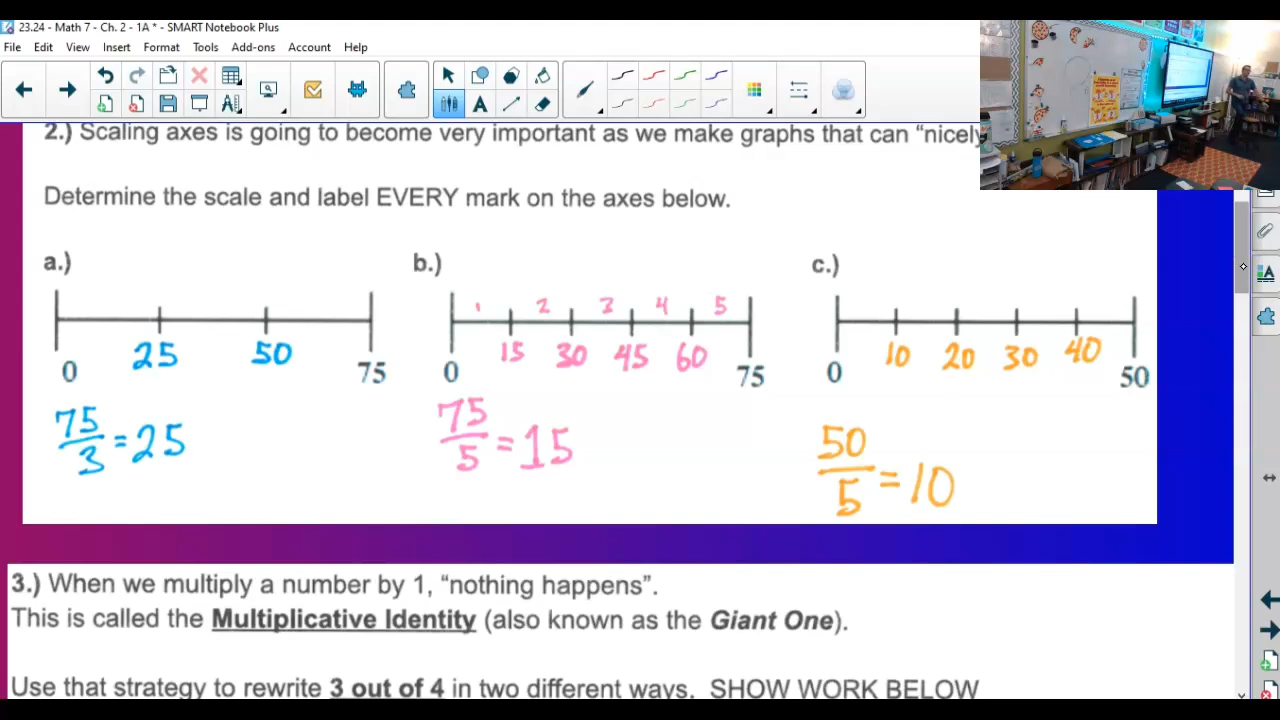 23.24 - Math 7 - Ch. 2 - 1A * - SMART Notebook Plus
File Edit View Insert Format Tools Add-ons Account Help
2.) Scaling axes is going to become very important as we make graphs that can “nicely
Determine the scale and label EVERY mark on the axes below.
a.) b.) c.)
1 2 3 4 5
0 25 50 75
0 15 30 45 60 75
0 10 20 30 40 50
75/3 = 25
75/5 = 15
50/5 = 10
3.) When we multiply a number by 1, “nothing happens”.
This is called the Multiplicative Identity (also known as the Giant One).
Use that strategy to rewrite 3 out of 4 in two different ways. SHOW WORK BELOW